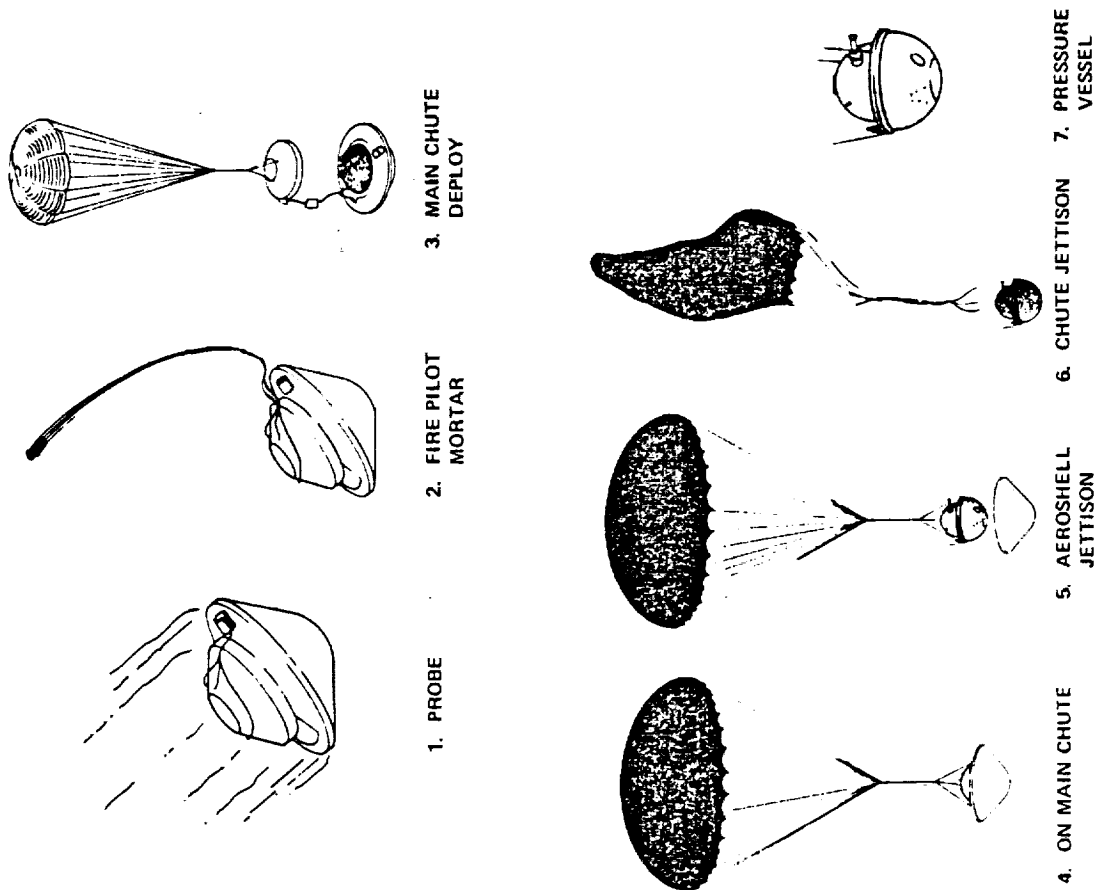 1. PROBE
2. FIRE PILOT
MORTAR
3. MAIN CHUTE
DEPLOY
4. ON MAIN CHUTE
5. AEROSHELL
JETTISON
6. CHUTE JETTISON
7. PRESSURE
VESSEL